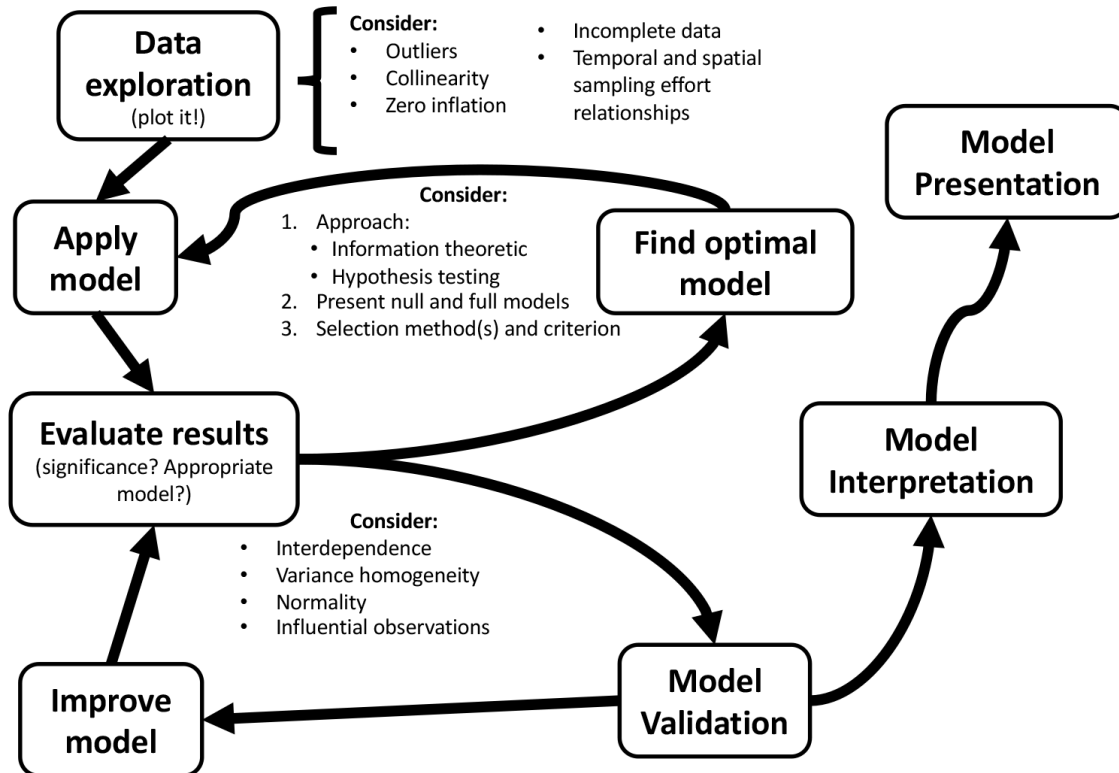 Data
exploration
(plot it!)
Consider:
• Outliers
• Collinearity
• Zero inflation
• Incomplete data
• Temporal and spatial
sampling effort
relationships
Model
Presentation
Apply
model
Consider:
1. Approach:
• Information theoretic
• Hypothesis testing
2. Present null and full models
3. Selection method(s) and criterion
Find optimal
model
Evaluate results
(significance? Appropriate
model?)
Model
Interpretation
Consider:
• Interdependence
• Variance homogeneity
• Normality
• Influential observations
Improve
model
Model
Validation